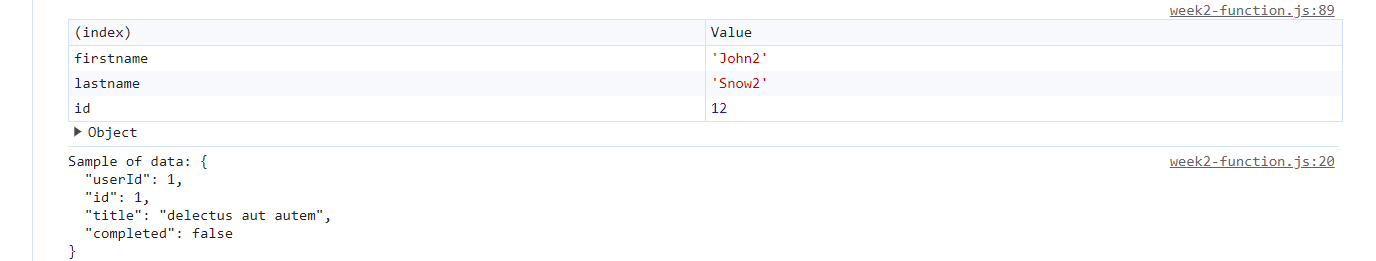 week2-function.js:89
(index) Value
firstname 'John2'
lastname 'Snow2'
id 12
▶ Object
Sample of data: { week2-function.js:20
"userId": 1,
"id": 1,
"title": "delectus aut autem",
"completed": false
}